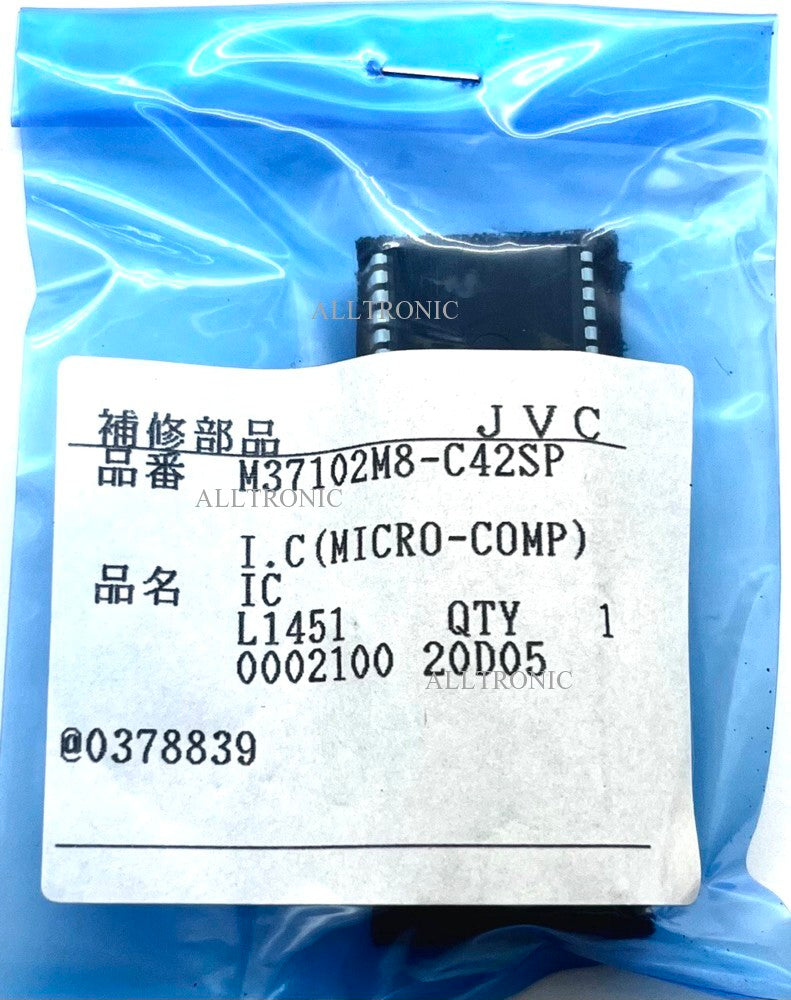 ALLTRONIC
補修部品 JVC
品番 M37102M8-C42SP
ALLTRONIC
I.C(MICRO-COMP)
品名 IC
L1451 QTY 1
0002100 20D05
ALLTRONIC
@0378839